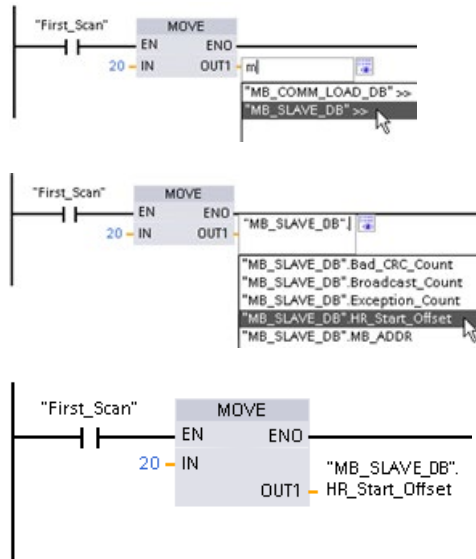 "First_Scan"
MOVE
EN ENO
20 IN OUT1 m
"MB_COMM_LOAD_DB" >>
"MB_SLAVE_DB" >>
"First_Scan"
MOVE
EN ENO
20 IN OUT1 "MB_SLAVE_DB".
"MB_SLAVE_DB".Bad_CRC_Count
"MB_SLAVE_DB".Broadcast_Count
"MB_SLAVE_DB".Exception_Count
"MB_SLAVE_DB".HR_Start_Offset
"MB_SLAVE_DB".MB_ADDR
"First_Scan"
MOVE
EN ENO
20 IN
"MB_SLAVE_DB".
OUT1 HR_Start_Offset